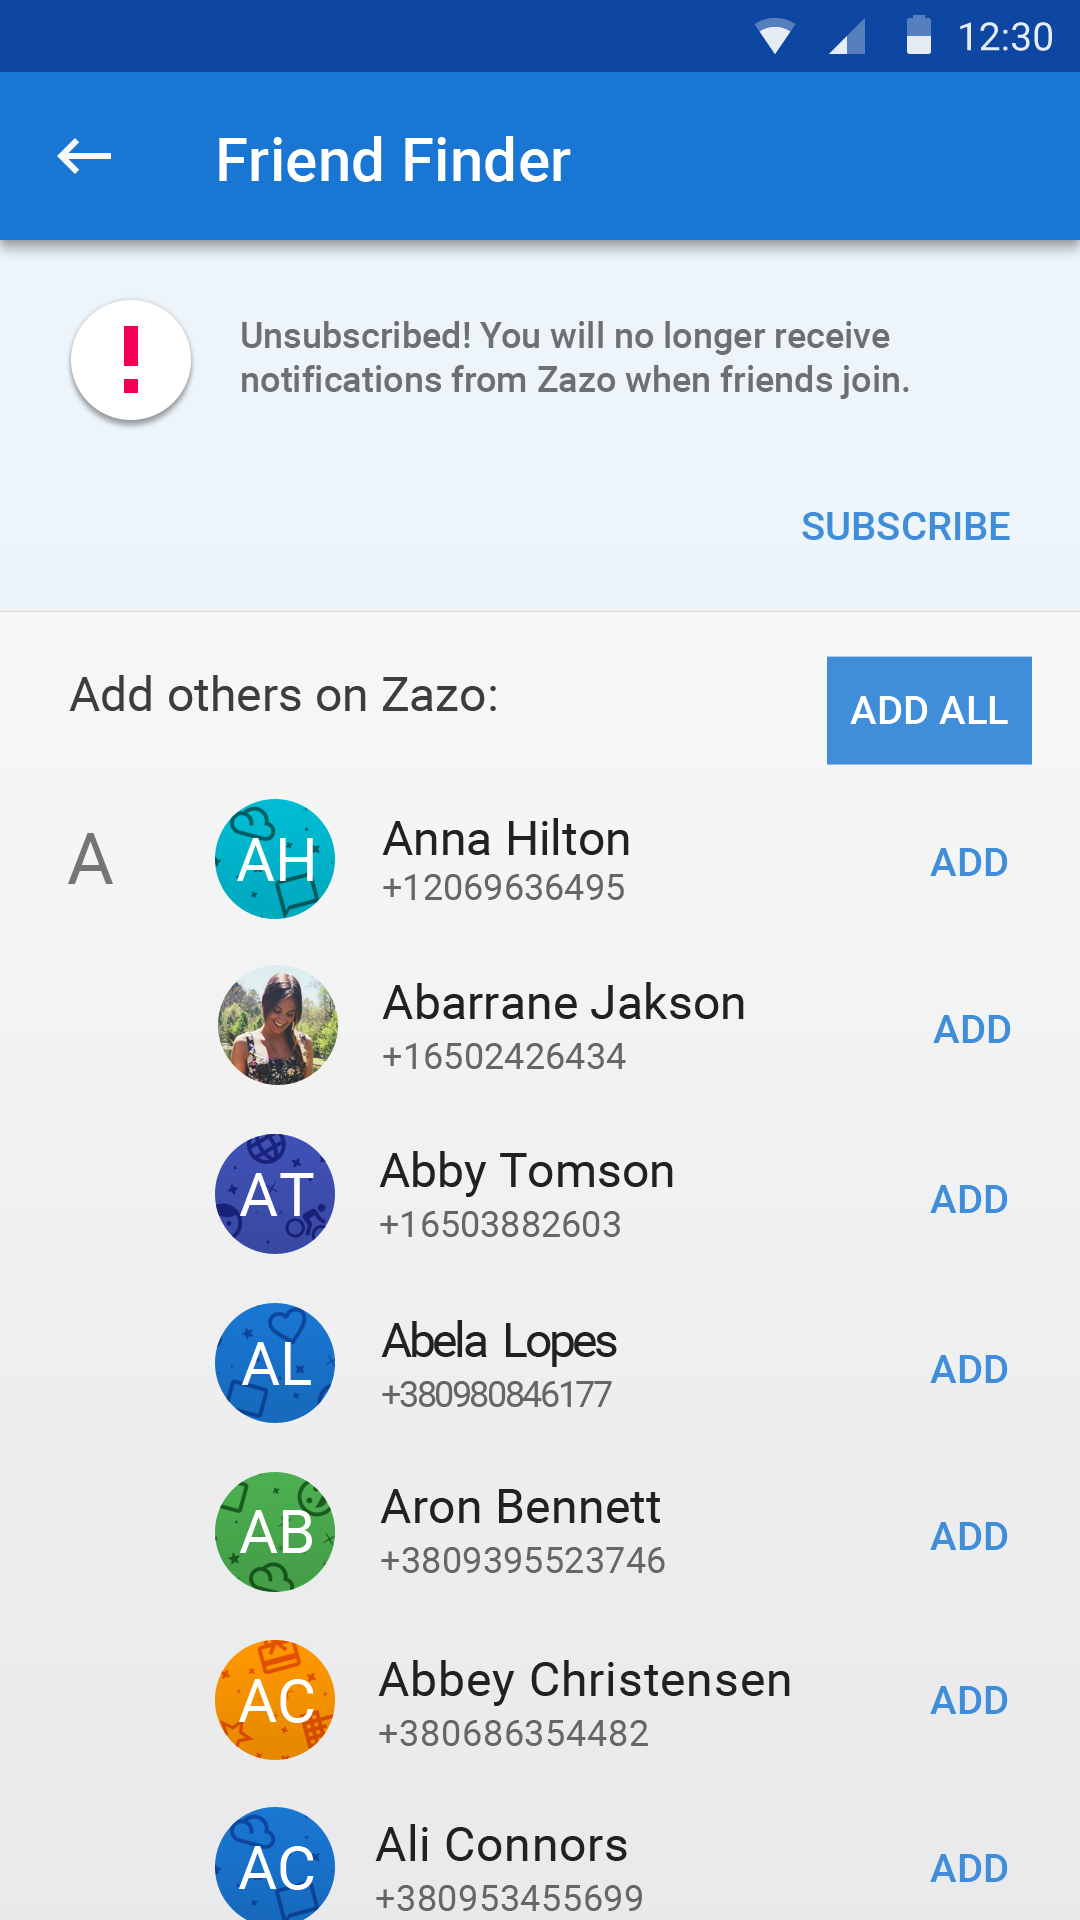 12:30
Friend Finder
Unsubscribed! You will no longer receive
notifications from Zazo when friends join.
SUBSCRIBE
Add others on Zazo:
ADD ALL
A
AH
Anna Hilton
+12069636495
ADD
Abarrane Jakson
+16502426434
ADD
AT
Abby Tomson
+16503882603
ADD
AL
Abela Lopes
+380980846177
ADD
AB
Aron Bennett
+3809395523746
ADD
AC
Abbey Christensen
+380686354482
ADD
AC
Ali Connors
+380953455699
ADD